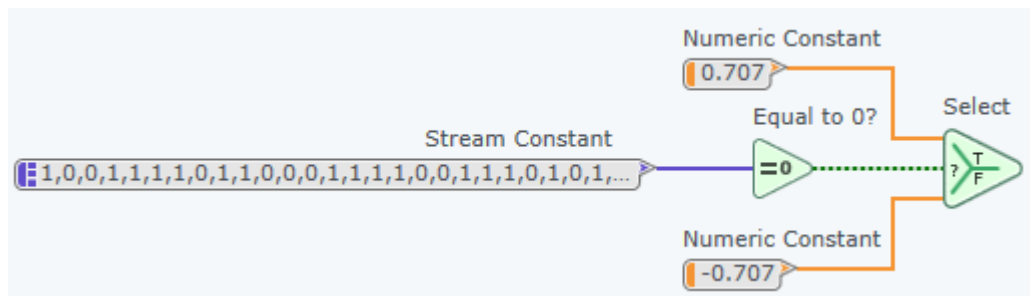 Numeric Constant
0.707
Equal to 0?
Select
Stream Constant
1,0,0,1,1,1,1,0,1,1,0,0,0,1,1,1,1,0,0,1,1,1,0,1,0,1,...
=0
?
T
F
Numeric Constant
-0.707